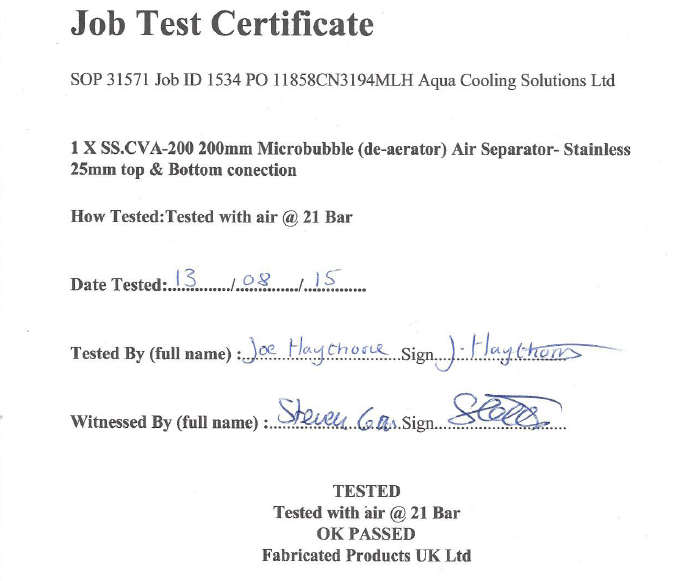 Job Test Certificate
SOP 31571 Job ID 1534 PO 11858CN3194MLH Aqua Cooling Solutions Ltd
1 X SS.CVA-200 200mm Microbubble (de-aerator) Air Separator- Stainless
25mm top & Bottom conection
How Tested:Tested with air @ 21 Bar
Date Tested:..13......../..08......../..15.......
Tested By (full name) :..Joe Haythorne...Sign...J. Haythorn
Witnessed By (full name) :..Steven ...Sign...
TESTED
Tested with air @ 21 Bar
OK PASSED
Fabricated Products UK Ltd